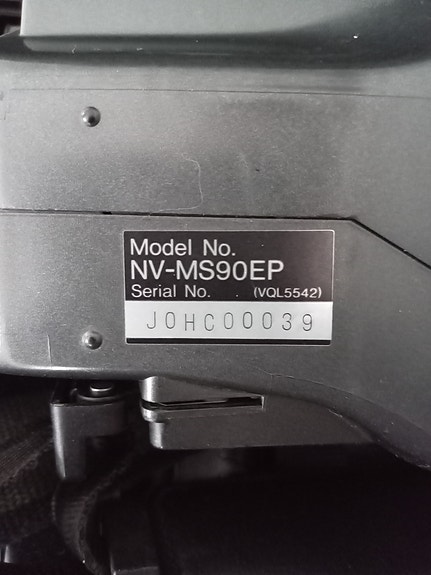 Model No.
NV-MS90EP
Serial No. (VQL5542)
J0HC00039